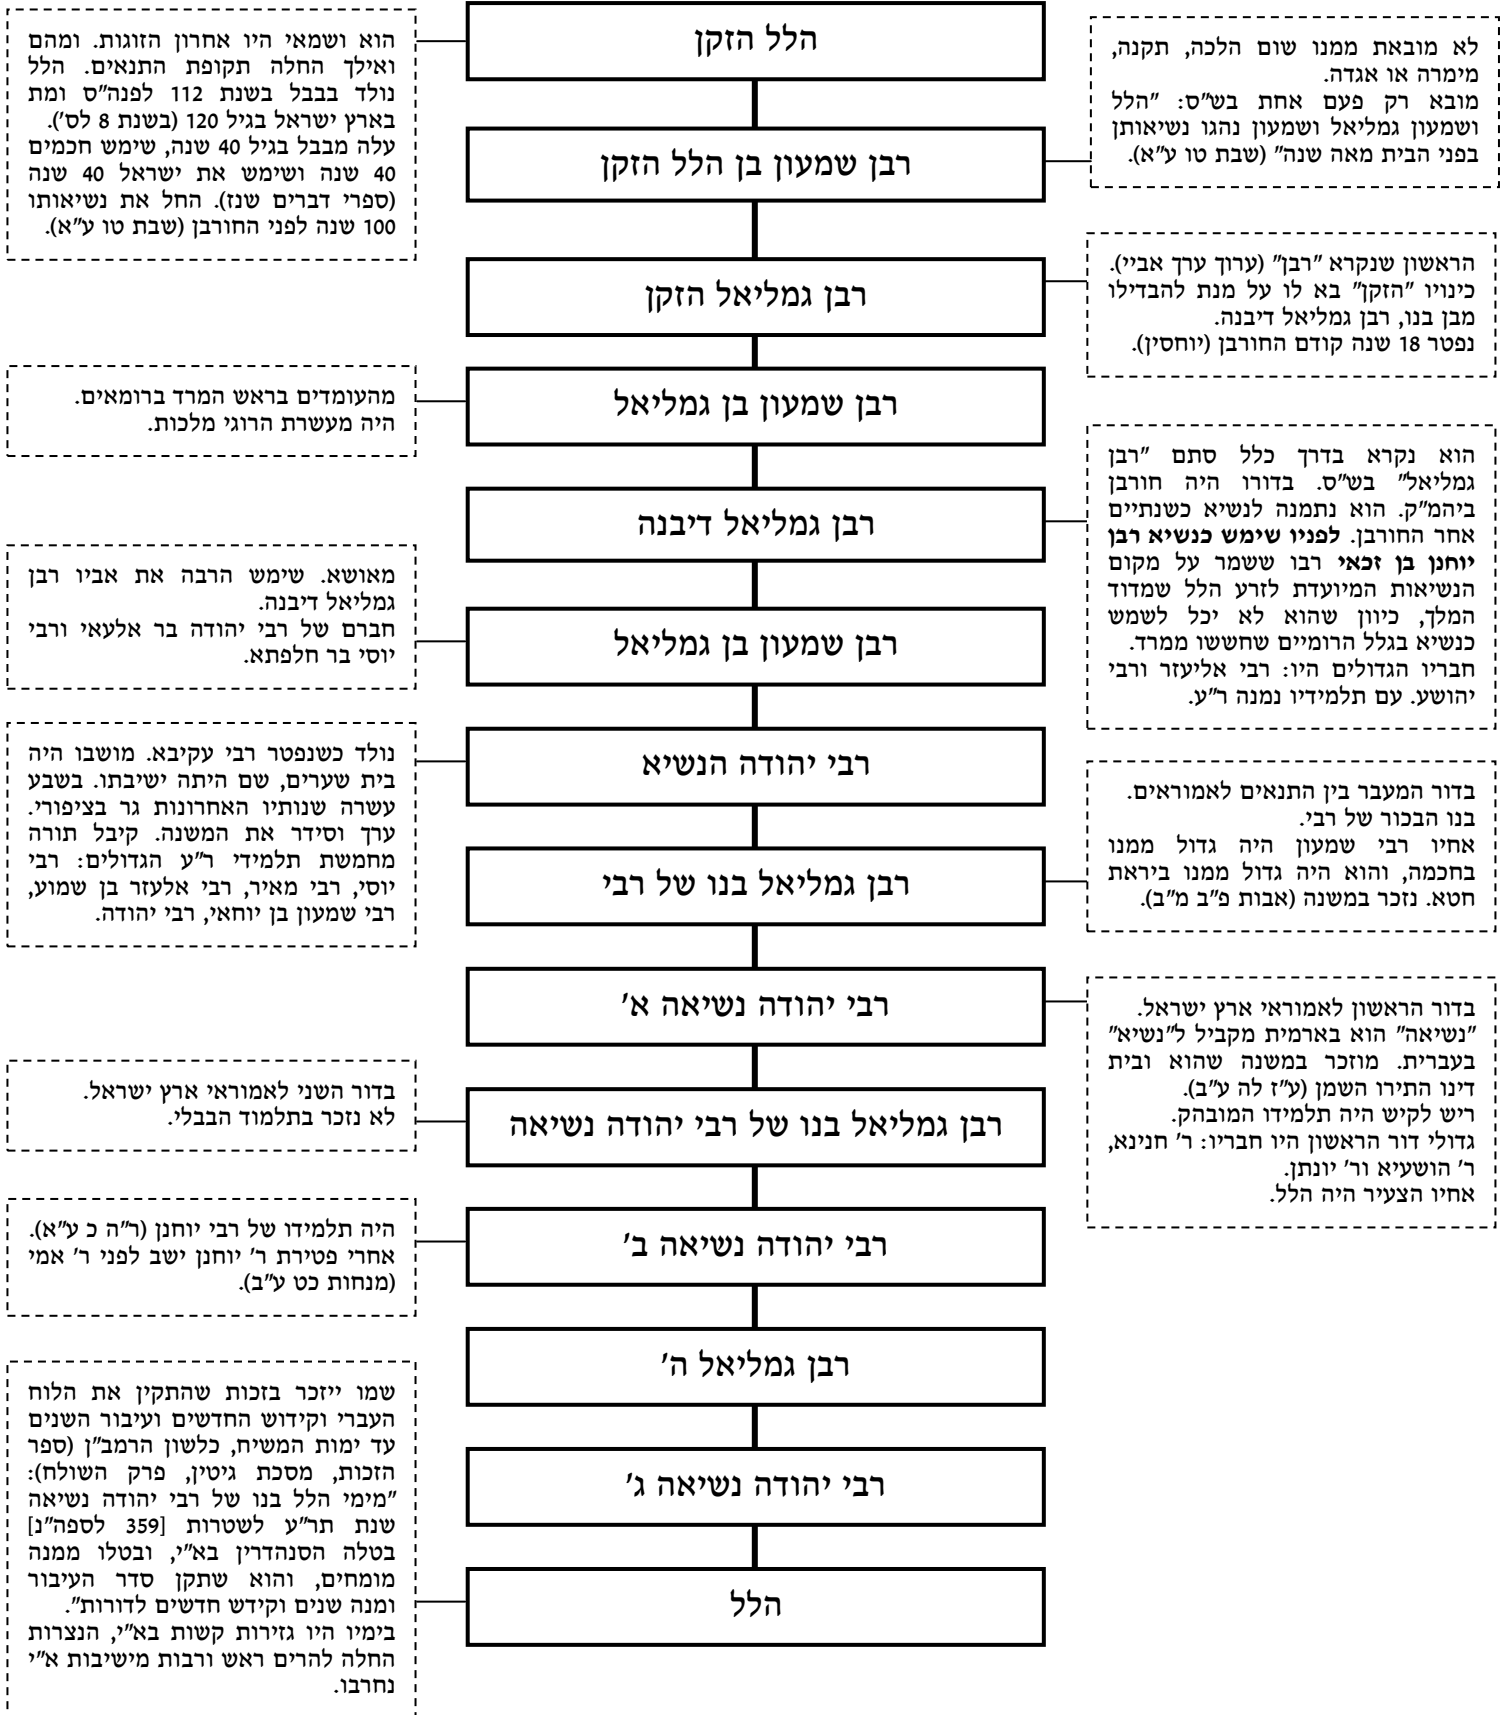 הלל הזקן
הוא ושמאי היו אחרון הזוגות. ומהם
ואילך החלה תקופת התנאים. הלל
נולד בבבל בשנת 112 לפנה"ס ומת
בארץ ישראל בגיל 120 (בשנת 8 לס').
עלה מבבל בגיל 40 שנה, שימש חכמים
40 שנה ושימש את ישראל 40 שנה
(ספרי דברים שנז). החל את נשיאותו
100 שנה לפני החורבן (שבת טו ע"א).
רבן שמעון בן הלל הזקן
לא מובאת ממנו שום הלכה, תקנה,
מימרה או אגדה.
מובא רק פעם אחת בש"ס: "הלל
ושמעון גמליאל ושמעון נהגו נשיאותן
בפני הבית מאה שנה" (שבת טו ע"א).
רבן גמליאל הזקן
הראשון שנקרא "רבן" (ערוך ערך אביי).
כינויו "הזקן" בא לו על מנת להבדילו
מבן בנו, רבן גמליאל דיבנה.
נפטר 18 שנה קודם החורבן (יוחסין).
רבן שמעון בן גמליאל
מהעומדים בראש המרד ברומאים.
היה מעשרת הרוגי מלכות.
רבן גמליאל דיבנה
הוא נקרא בדרך כלל סתם "רבן
גמליאל" בש"ס. בדורו היה חורבן
ביהמ"ק. הוא נתמנה לנשיא כשנתיים
אחר החורבן. לפניו שימש כנשיא רבן
יוחנן בן זכאי רבו ששמר על מקום
הנשיאות המיועדת לזרע הלל שמדוד
המלך, כיוון שהוא לא יכל לשמש
כנשיא בגלל הרומיים שחששו ממרד.
חבריו הגדולים היו: רבי אליעזר ורבי
יהושע. עם תלמידיו נמנה ר"ע.
רבן שמעון בן גמליאל
מאושא. שימש הרבה את אביו רבן
גמליאל דיבנה.
חברם של רבי יהודה בר אלעאי ורבי
יוסי בר חלפתא.
רבי יהודה הנשיא
נולד כשנפטר רבי עקיבא. מושבו היה
בית שערים, שם היתה ישיבתו. בשבע
עשרה שנותיו האחרונות גר בציפורי.
ערך וסידר את המשנה. קיבל תורה
מחמשת תלמידי ר"ע הגדולים: רבי
יוסי, רבי מאיר, רבי אלעזר בן שמוע,
רבי שמעון בן יוחאי, רבי יהודה.
רבן גמליאל בנו של רבי
בדור המעבר בין התנאים לאמוראים.
בנו הבכור של רבי.
אחיו רבי שמעון היה גדול ממנו
בחכמה, והוא היה גדול ממנו ביראת
חטא. נזכר במשנה (אבות פ"ב מ"ב).
רבי יהודה נשיאה א'
בדור הראשון לאמוראי ארץ ישראל.
"נשיאה" הוא בארמית מקביל ל"נשיא"
בעברית. מוזכר במשנה שהוא ובית
דינו התירו השמן (ע"ז לה ע"ב).
ריש לקיש היה תלמידו המובהק.
גדולי דור הראשון היו חבריו: ר' חנינא,
ר' הושעיא ור' יונתן.
אחיו הצעיר היה הלל.
רבן גמליאל בנו של רבי יהודה נשיאה
בדור השני לאמוראי ארץ ישראל.
לא נזכר בתלמוד הבבלי.
רבי יהודה נשיאה ב'
היה תלמידו של רבי יוחנן (ר"ה כ ע"א).
אחרי פטירת ר' יוחנן ישב לפני ר' אמי
(מנחות כט ע"ב).
רבן גמליאל ה'
רבי יהודה נשיאה ג'
הלל
שמו ייזכר בזכות שהתקין את הלוח
העברי וקידוש החדשים ועיבור השנים
עד ימות המשיח, כלשון הרמב"ן (ספר
הזכות, מסכת גיטין, פרק השולח):
"מימי הלל בנו של רבי יהודה נשיאה
שנת תר"ע לשטרות [359 לספה"נ]
בטלה הסנהדרין בא"י, ובטלו ממנה
מומחים, והוא שתקן סדר העיבור
ומנה שנים וקידש חדשים לדורות".
בימיו היו גזירות קשות בא"י, הנצרות
החלה להרים ראש ורבות מישיבות א"י
נחרבו.